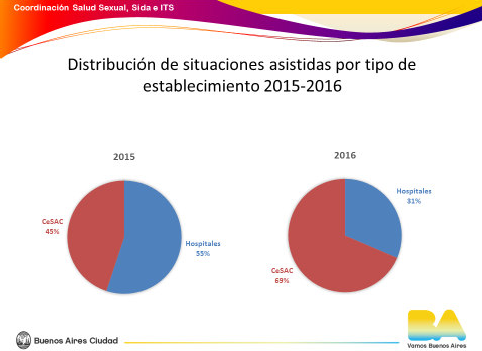 Coordinación Salud Sexual, Sida e ITS
Distribución de situaciones asistidas por tipo de
establecimiento 2015-2016
2015
CeSAC
45%
Hospitales
55%
2016
Hospitales
31%
CeSAC
69%
Buenos Aires Ciudad
BA
Vamos Buenos Aires